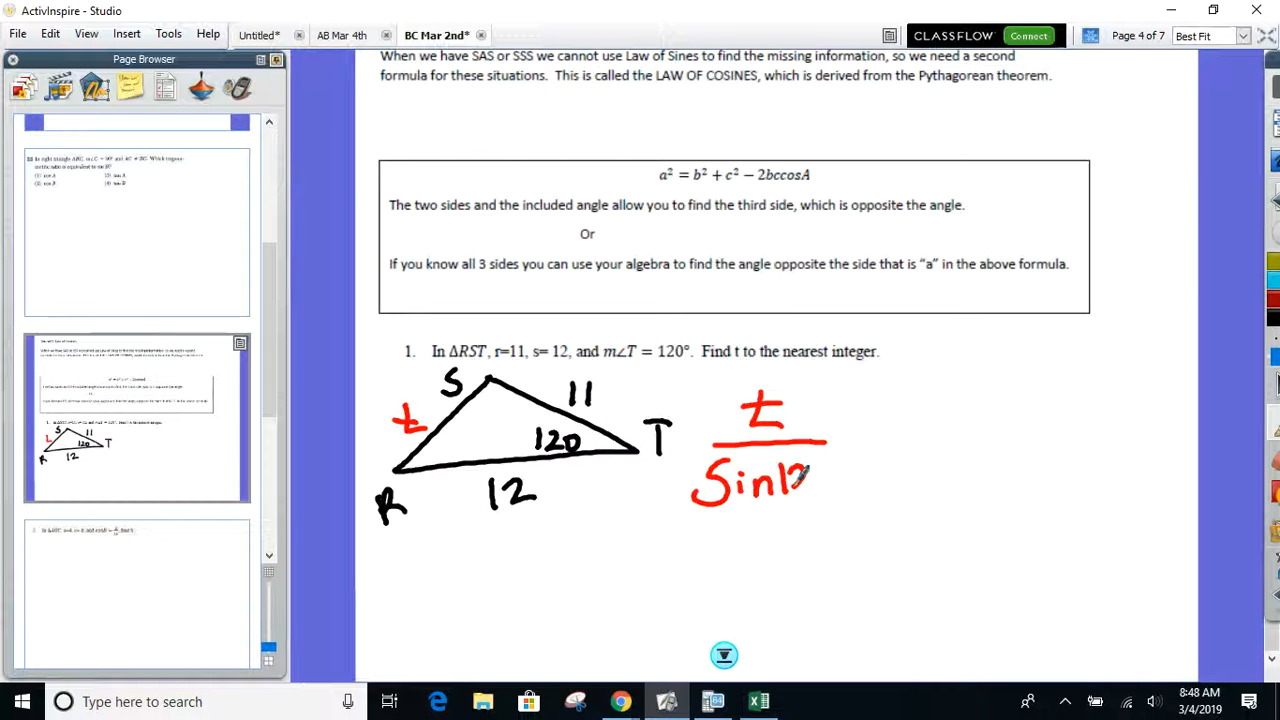 ActivInspire - Studio
File Edit View Insert Tools Help
Untitled* AB Mar 4th BC Mar 2nd*
CLASSFLOW Connect
Page 4 of 7 Best Fit
Page Browser
When we have SAS or SSS we cannot use Law of Sines to find the missing information, so we need a second
formula for these situations. This is called the LAW OF COSINES, which is derived from the Pythagorean theorem.
a² = b² + c² − 2bccosA
The two sides and the included angle allow you to find the third side, which is opposite the angle.
Or
If you know all 3 sides you can use your algebra to find the angle opposite the side that is “a” in the above formula.
1. In ΔRST, r=11, s= 12, and m∠T = 120°. Find t to the nearest integer.
S 11
t 120 T
R 12
t
Sin12
Type here to search
8:48 AM
3/4/2019